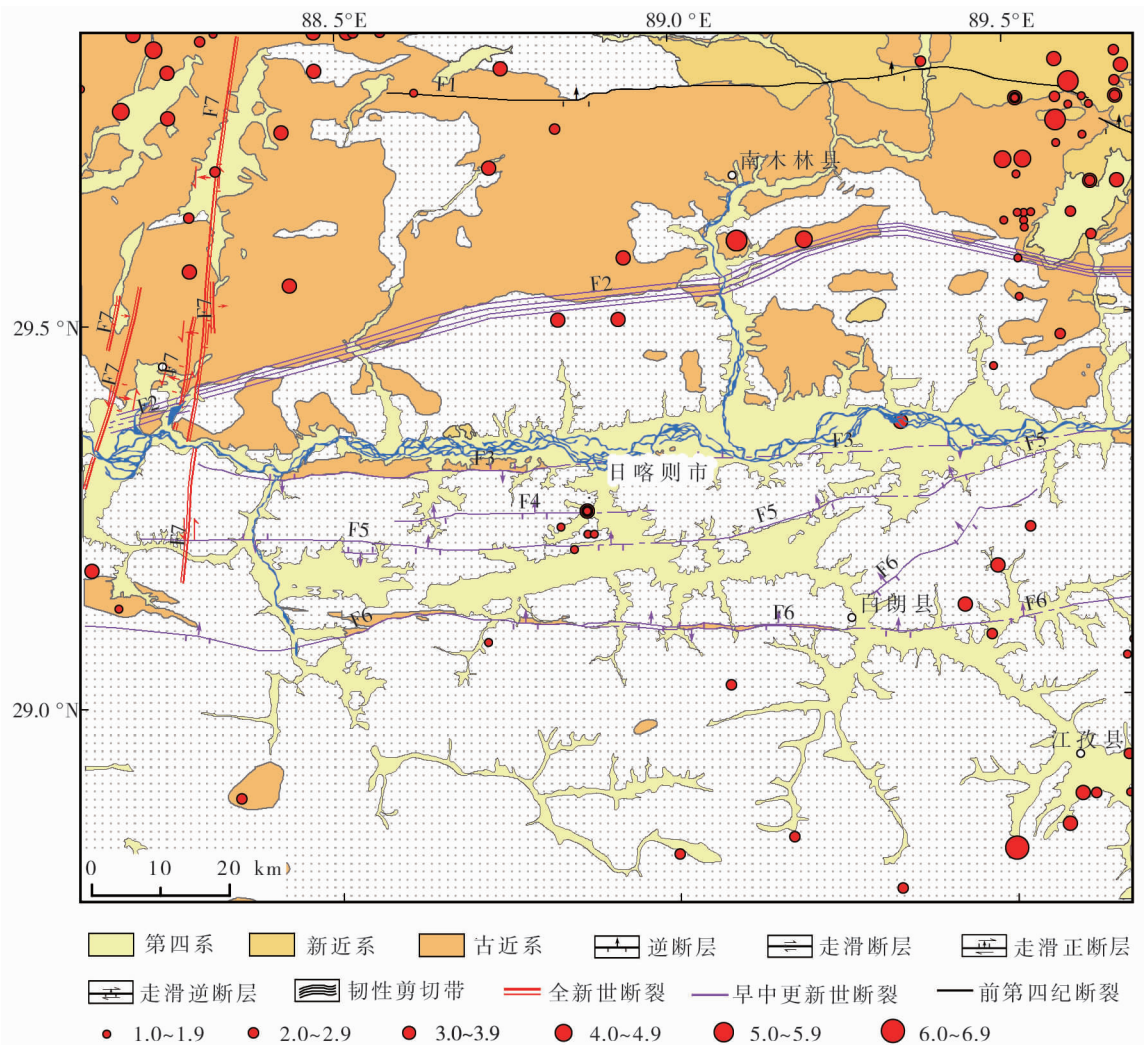 88.5°E 89.0°E 89.5°E
F1
F7
南木林县
F2
29.5°N
F7
F7
F7
F7
F2
F3
F3
F5
日喀则市
F4
F5
F5
F7
F6
白朗县
F6
F6
F6
29.0°N
江孜县
0 10 20 km
第四系 新近系 古近系 逆断层 走滑断层 走滑正断层
走滑逆断层 韧性剪切带 全新世断裂 早中更新世断裂 前第四纪断裂
1.0~1.9 2.0~2.9 3.0~3.9 4.0~4.9 5.0~5.9 6.0~6.9